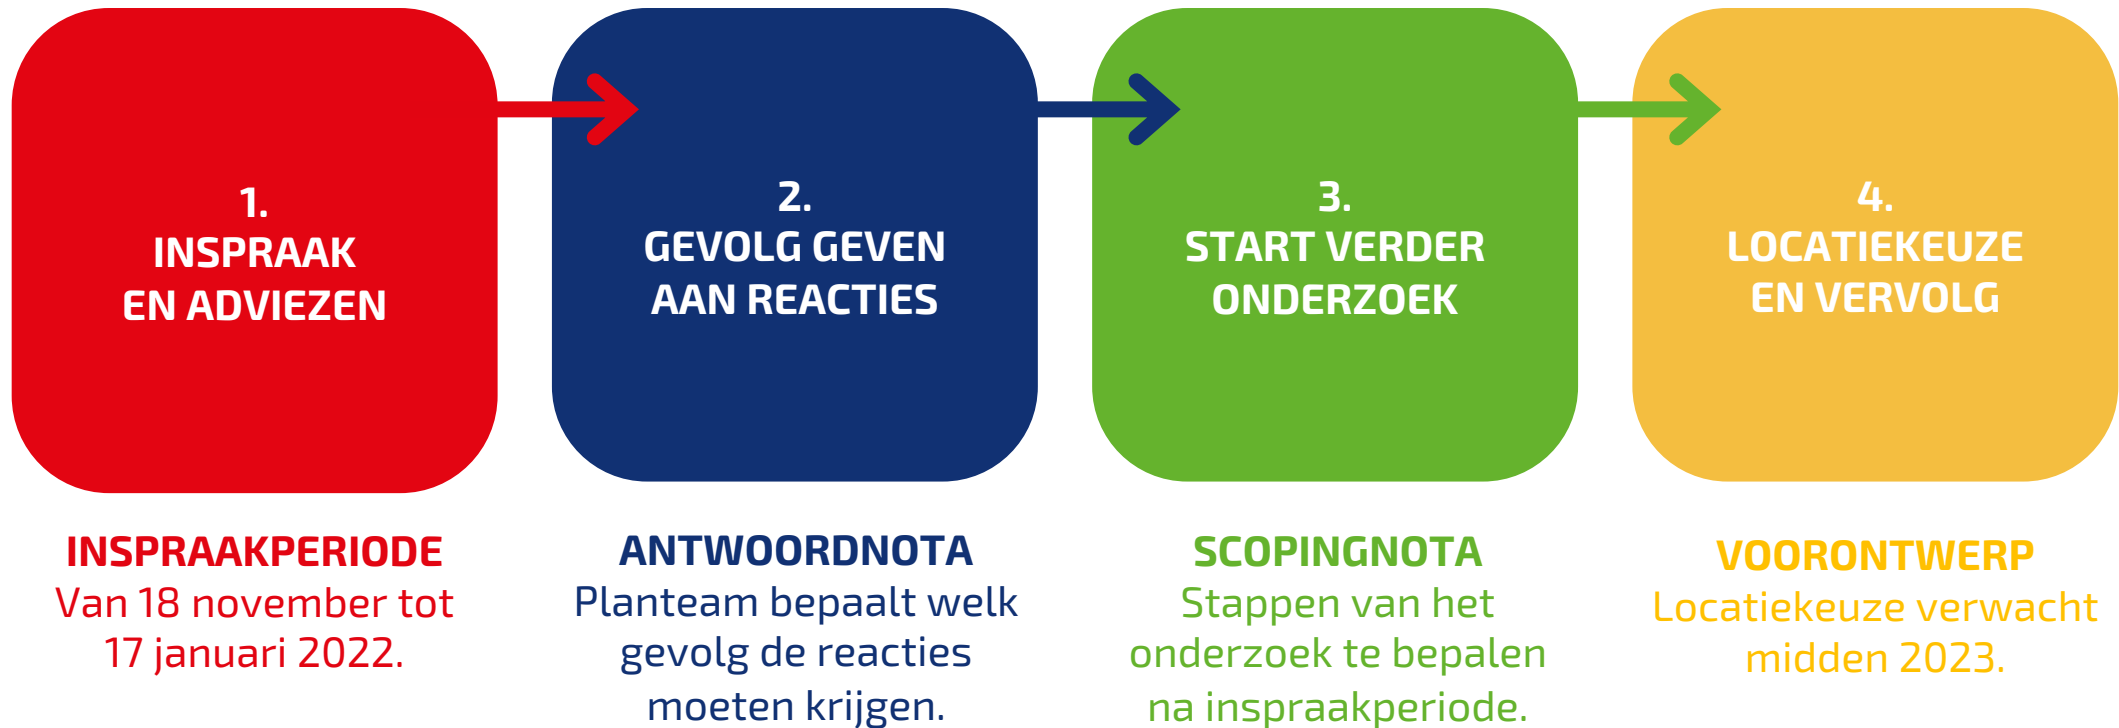 1.
INSPRAAK
EN ADVIEZEN
2.
GEVOLG GEVEN
AAN REACTIES
3.
START VERDER
ONDERZOEK
4.
LOCATIEKEUZE
EN VERVOLG
INSPRAAKPERIODE
Van 18 november tot
17 januari 2022.
ANTWOORDNOTA
Planteam bepaalt welk
gevolg de reacties
moeten krijgen.
SCOPINGNOTA
Stappen van het
onderzoek te bepalen
na inspraakperiode.
VOORONTWERP
Locatiekeuze verwacht
midden 2023.